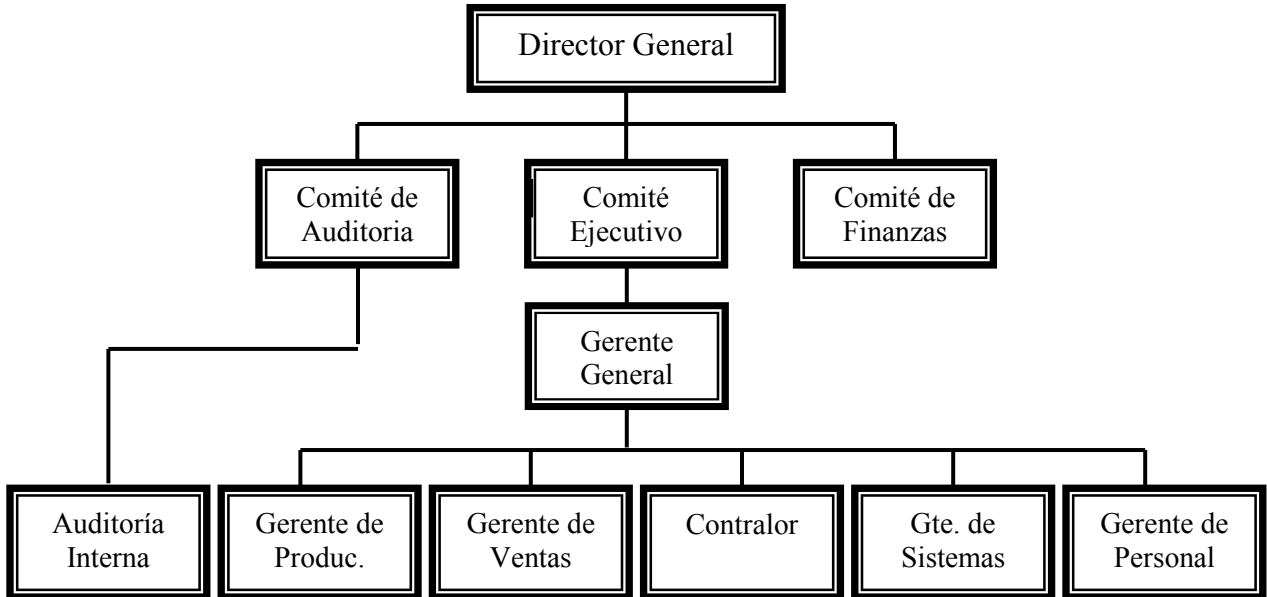 Director General
Comité de
Auditoria
Comité
Ejecutivo
Comité de
Finanzas
Gerente
General
Auditoría
Interna
Gerente de
Produc.
Gerente de
Ventas
Contralor
Gte. de
Sistemas
Gerente de
Personal